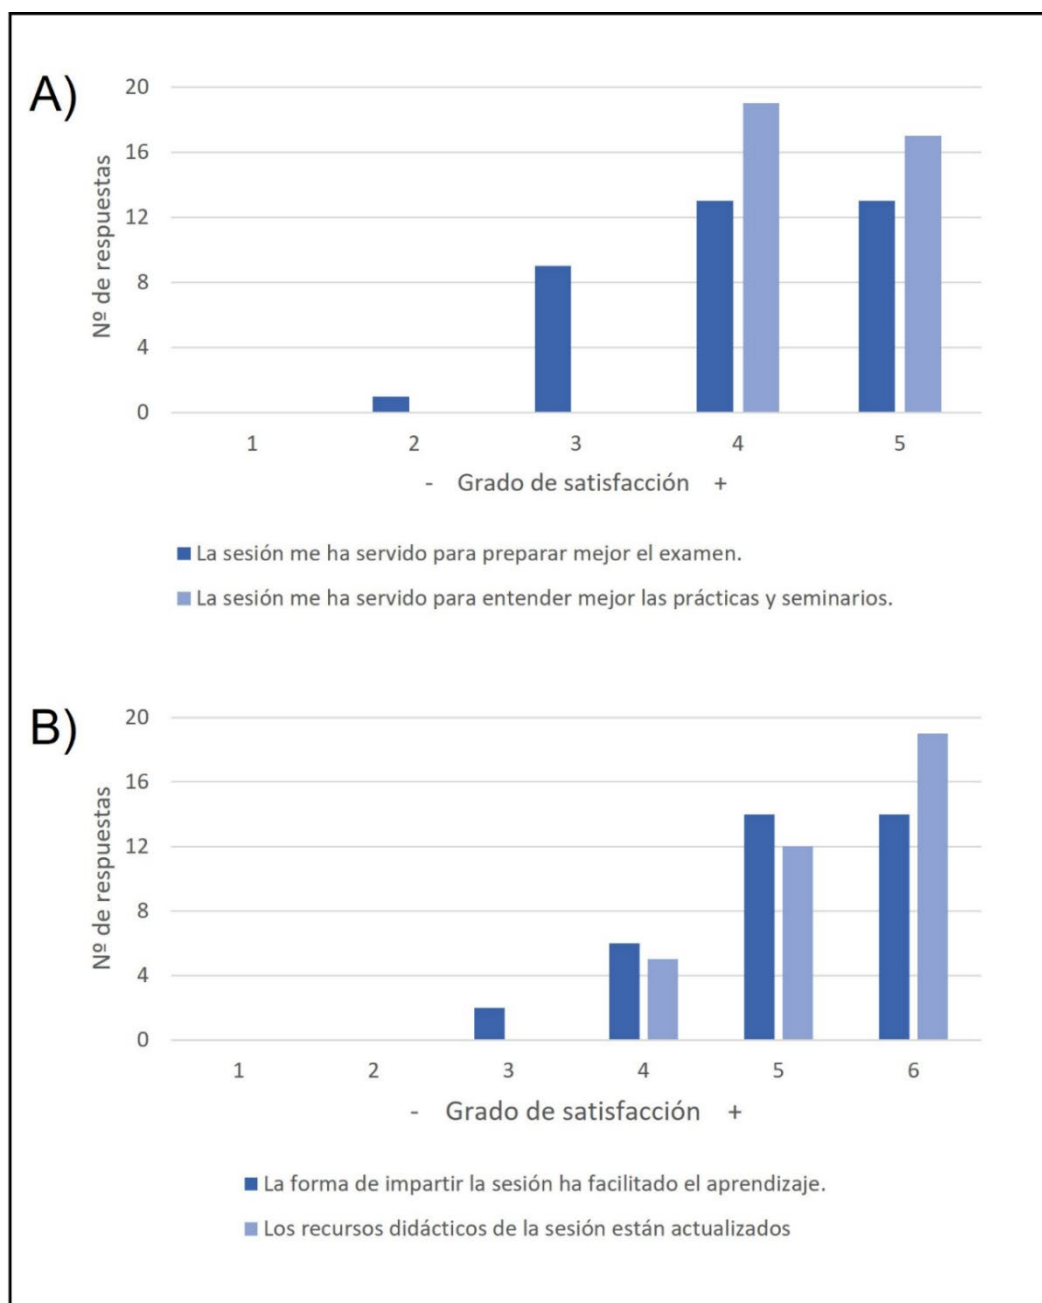 A)
20
16
12
8
4
0
Nº de respuestas
1 2 3 4 5
- Grado de satisfacción +
La sesión me ha servido para preparar mejor el examen.
La sesión me ha servido para entender mejor las prácticas y seminarios.
B)
20
16
12
8
4
0
Nº de respuestas
1 2 3 4 5 6
- Grado de satisfacción +
La forma de impartir la sesión ha facilitado el aprendizaje.
Los recursos didácticos de la sesión están actualizados